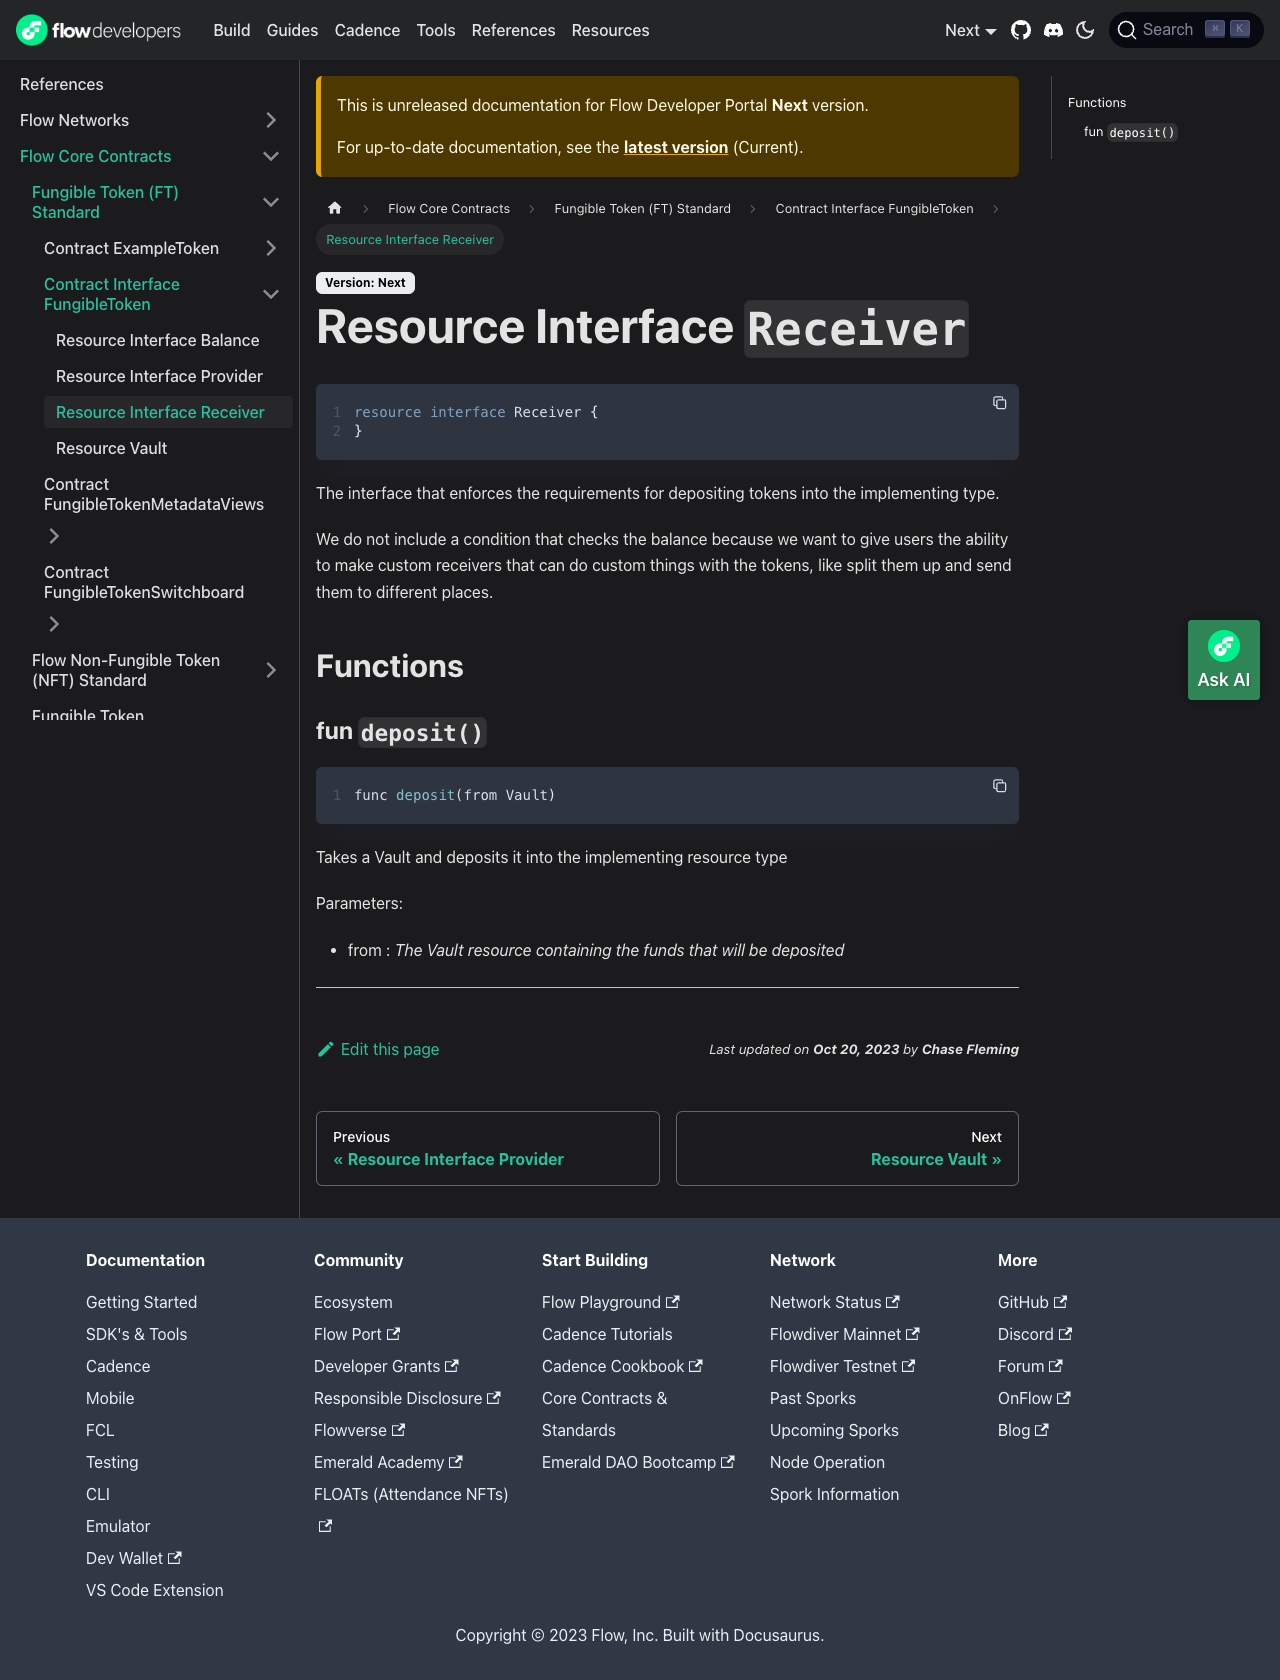 flowdevelopers
Build Guides Cadence Tools References Resources
Next
Search ⌘ K
References
Flow Networks
Flow Core Contracts
Fungible Token (FT)
Standard
Contract ExampleToken
Contract Interface
FungibleToken
Resource Interface Balance
Resource Interface Provider
Resource Interface Receiver
Resource Vault
Contract
FungibleTokenMetadataViews
Contract
FungibleTokenSwitchboard
Flow Non-Fungible Token
(NFT) Standard
Fungible Token
This is unreleased documentation for Flow Developer Portal Next version.
For up-to-date documentation, see the latest version (Current).
Flow Core Contracts > Fungible Token (FT) Standard > Contract Interface FungibleToken >
Resource Interface Receiver
Version: Next
Resource Interface Receiver
1 resource interface Receiver {
2 }
The interface that enforces the requirements for depositing tokens into the implementing type.
We do not include a condition that checks the balance because we want to give users the ability
to make custom receivers that can do custom things with the tokens, like split them up and send
them to different places.
Functions
fun deposit()
1 func deposit(from Vault)
Takes a Vault and deposits it into the implementing resource type
Parameters:
• from : The Vault resource containing the funds that will be deposited
Edit this page
Last updated on Oct 20, 2023 by Chase Fleming
Previous
« Resource Interface Provider
Next
Resource Vault »
Functions
fun deposit()
Ask AI
Documentation
Getting Started
SDK's & Tools
Cadence
Mobile
FCL
Testing
CLI
Emulator
Dev Wallet
VS Code Extension
Community
Ecosystem
Flow Port
Developer Grants
Responsible Disclosure
Flowverse
Emerald Academy
FLOATs (Attendance NFTs)
Start Building
Flow Playground
Cadence Tutorials
Cadence Cookbook
Core Contracts &
Standards
Emerald DAO Bootcamp
Network
Network Status
Flowdiver Mainnet
Flowdiver Testnet
Past Sporks
Upcoming Sporks
Node Operation
Spork Information
More
GitHub
Discord
Forum
OnFlow
Blog
Copyright © 2023 Flow, Inc. Built with Docusaurus.